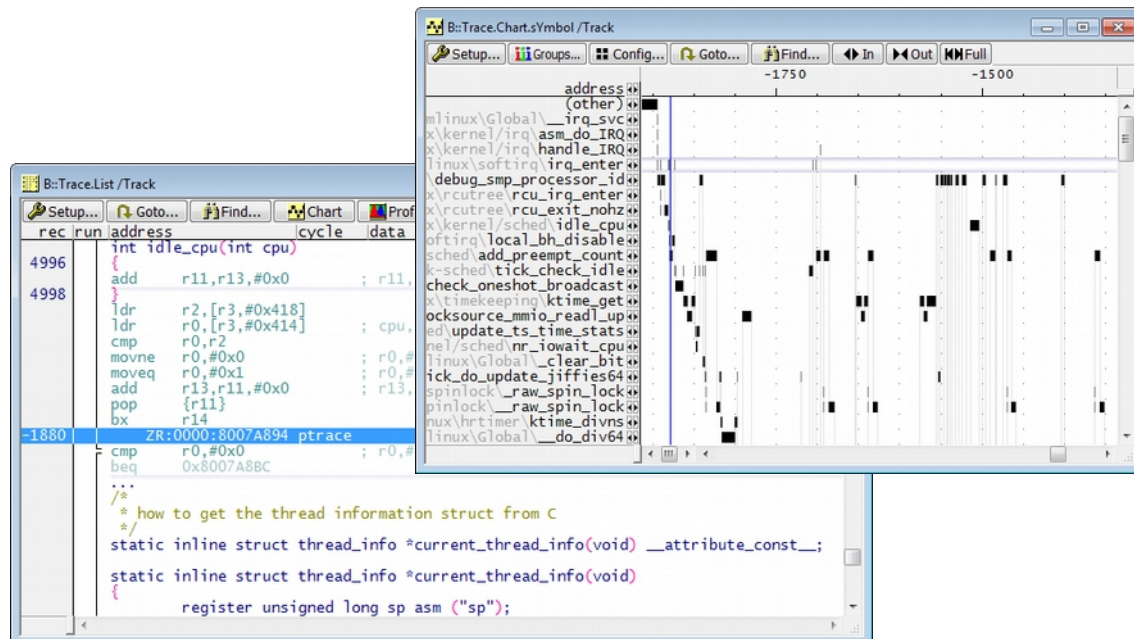 B::Trace.Chart.sYmbol /Track
Setup... Groups... Config... Goto... Find... In Out Full
-1750 -1500
address
(other)
mlinux\Global\__irq_svc
x\kernel/irq\asm_do_IRQ
x\kernel/irq\handle_IRQ
linux\softirq\irq_enter
\debug_smp_processor_id
x\rcutree\rcu_irq_enter
x\rcutree\rcu_exit_nohz
x\kernel/sched\idle_cpu
oftirq\local_bh_disable
sched\add_preempt_count
k-sched\tick_check_idle
check_oneshot_broadcast
x\timekeeping\ktime_get
ocksource_mmio_readl_up
ed\update_ts_time_stats
nel/sched\nr_iowait_cpu
linux\Global\_clear_bit
ick_do_update_jiffies64
spinlock\_raw_spin_lock
pinlock\__raw_spin_lock
nux\hrtimer\ktime_divns
linux\Global\__do_div64
B::Trace.List /Track
Setup... Goto... Find... Chart Prof
rec run address cycle data
int idle_cpu(int cpu)
4996 {
add r11,r13,#0x0 ; r11,
4998 }
ldr r2,[r3,#0x418]
ldr r0,[r3,#0x414] ; cpu,
cmp r0,r2
movne r0,#0x0 ; r0,#
moveq r0,#0x1 ; r0,#
add r13,r11,#0x0 ; r13,
pop {r11}
bx r14
-1880 ZR:0000:8007A894 ptrace
cmp r0,#0x0 ; r0,#
beq 0x8007A8BC
...
/*
* how to get the thread information struct from C
*/
static inline struct thread_info *current_thread_info(void) __attribute_const__;
static inline struct thread_info *current_thread_info(void)
{
register unsigned long sp asm ("sp");